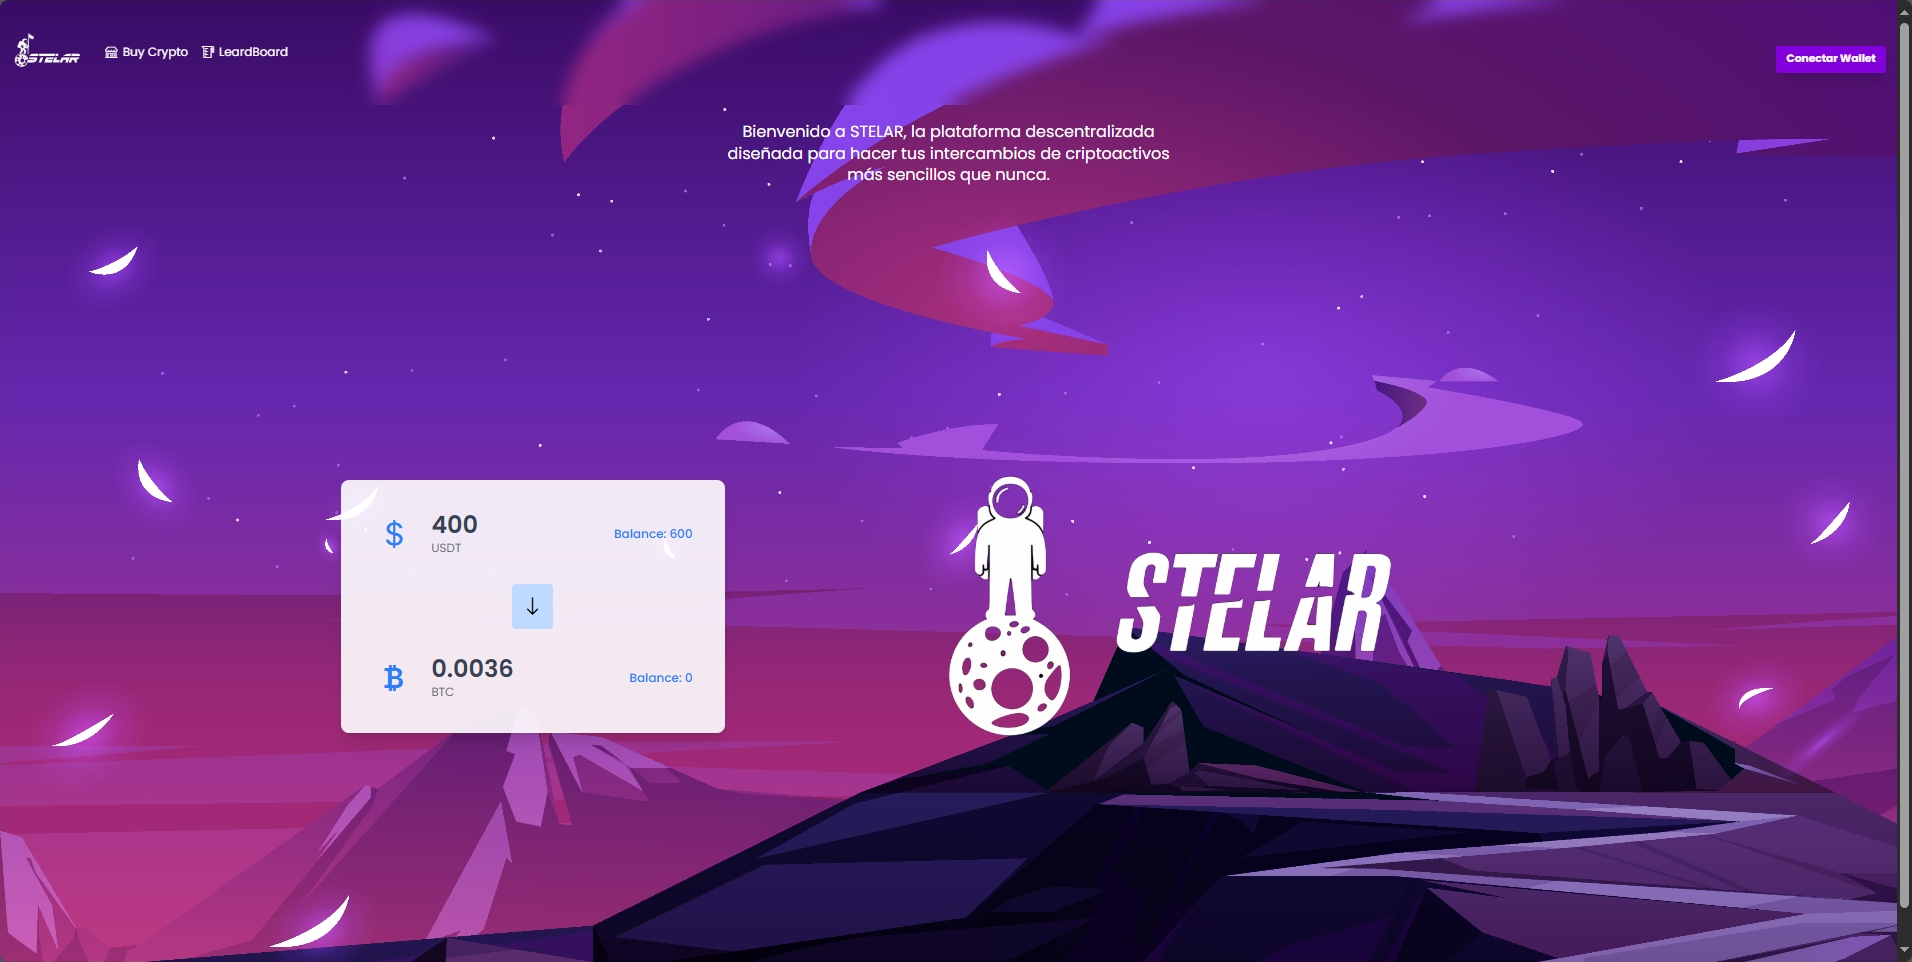 STELAR
Buy Crypto
LeardBoard
Conectar Wallet
Bienvenido a STELAR, la plataforma descentralizada
diseñada para hacer tus intercambios de criptoactivos
más sencillos que nunca.
$
400
USDT
Balance: 600
0.0036
BTC
Balance: 0
STELAR